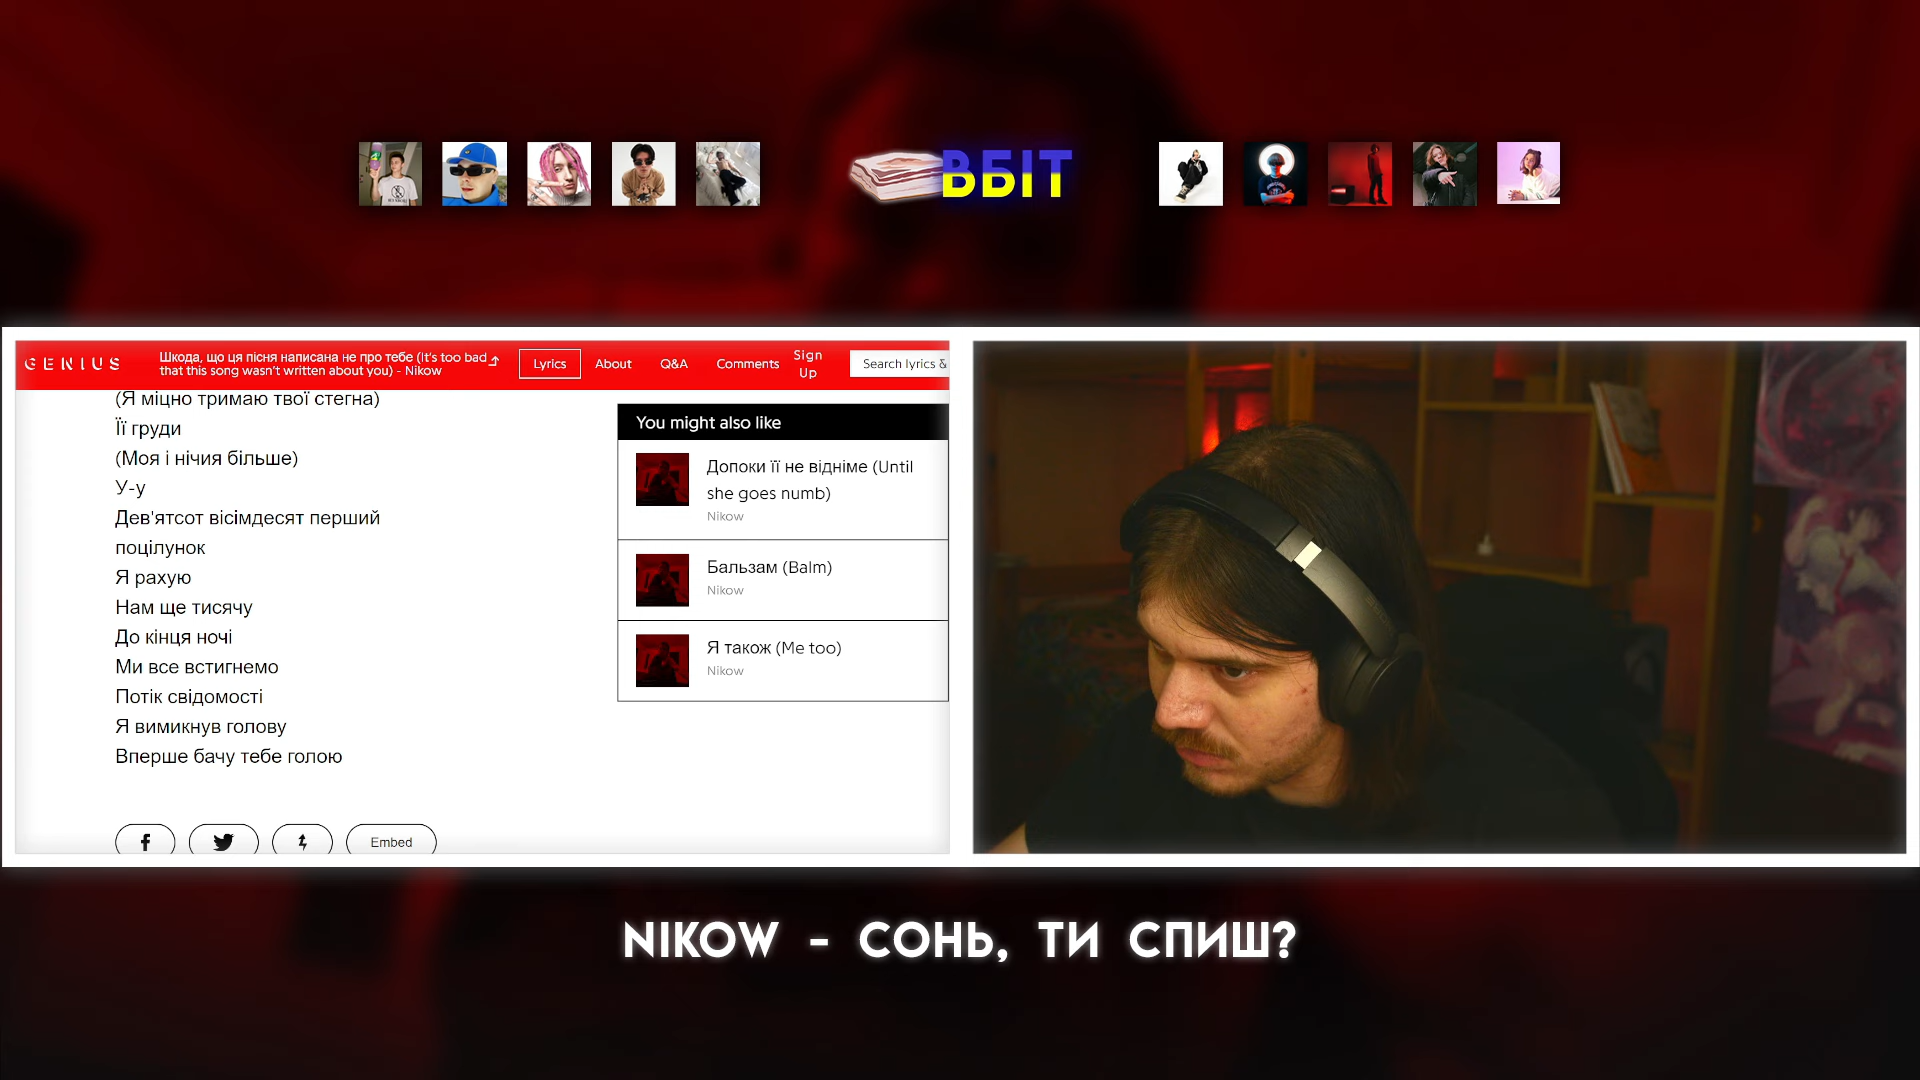 ВБІТ
GENIUS
Шкода, що ця пісня написана не про тебе (It's too bad
that this song wasn't written about you) - Nikow
Lyrics
About
Q&A
Comments
Sign
Up
Search lyrics &
(Я міцно тримаю твої стегна)
Її груди
(Моя і нічия більше)
У-у
Дев'ятсот вісімдесят перший
поцілунок
Я рахую
Нам ще тисячу
До кінця ночі
Ми все встигнемо
Потік свідомості
Я вимикнув голову
Вперше бачу тебе голою
Embed
You might also like
Допоки її не відніме (Until
she goes numb)
Nikow
Бальзам (Balm)
Nikow
Я також (Me too)
Nikow
NIKOW - СОНЬ, ТИ СПИШ?